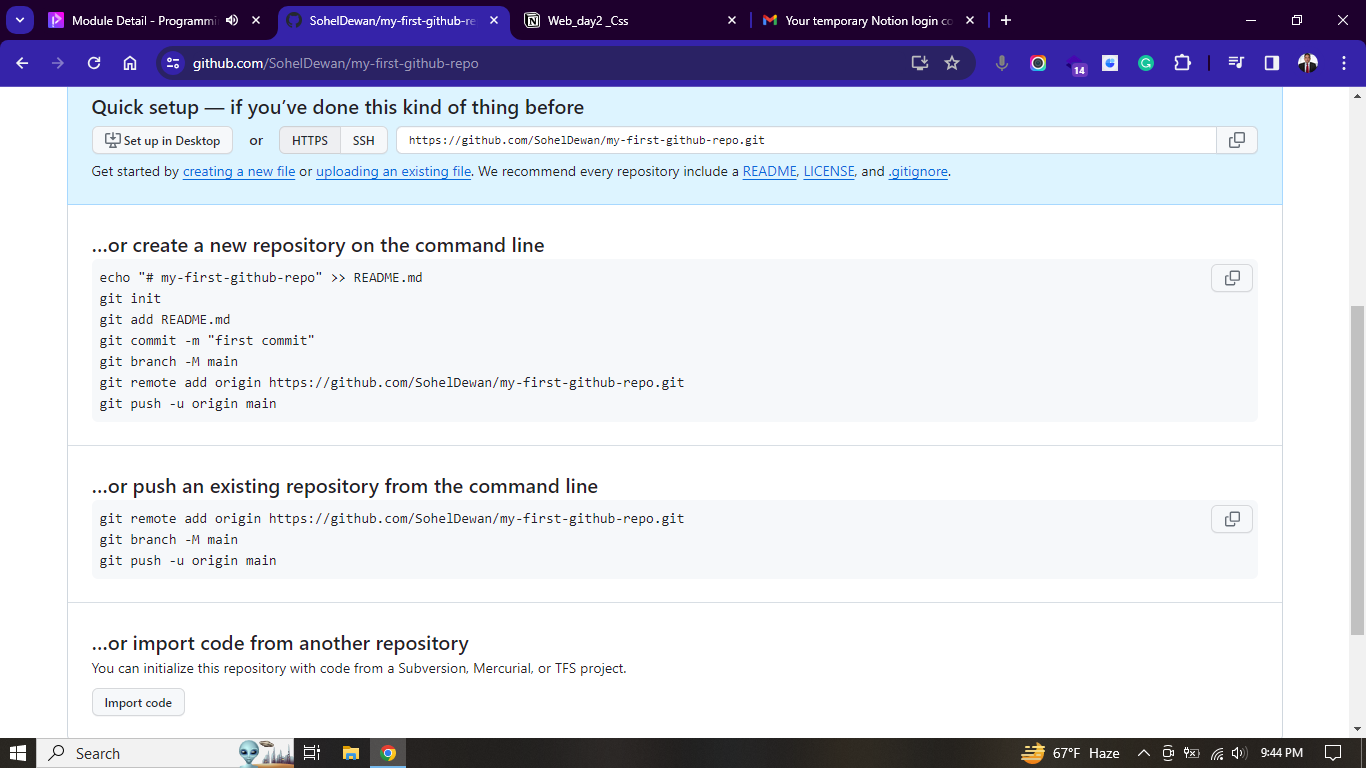 Module Detail - Programmi
SohelDewan/my-first-github-re
Web_day2 _Css
Your temporary Notion login co
github.com/SohelDewan/my-first-github-repo
14
Quick setup — if you’ve done this kind of thing before
Set up in Desktop or HTTPS SSH https://github.com/SohelDewan/my-first-github-repo.git
Get started by creating a new file or uploading an existing file. We recommend every repository include a README, LICENSE, and .gitignore.
…or create a new repository on the command line
echo "# my-first-github-repo" >> README.md
git init
git add README.md
git commit -m "first commit"
git branch -M main
git remote add origin https://github.com/SohelDewan/my-first-github-repo.git
git push -u origin main
…or push an existing repository from the command line
git remote add origin https://github.com/SohelDewan/my-first-github-repo.git
git branch -M main
git push -u origin main
…or import code from another repository
You can initialize this repository with code from a Subversion, Mercurial, or TFS project.
Import code
Search
67°F Haze
9:44 PM